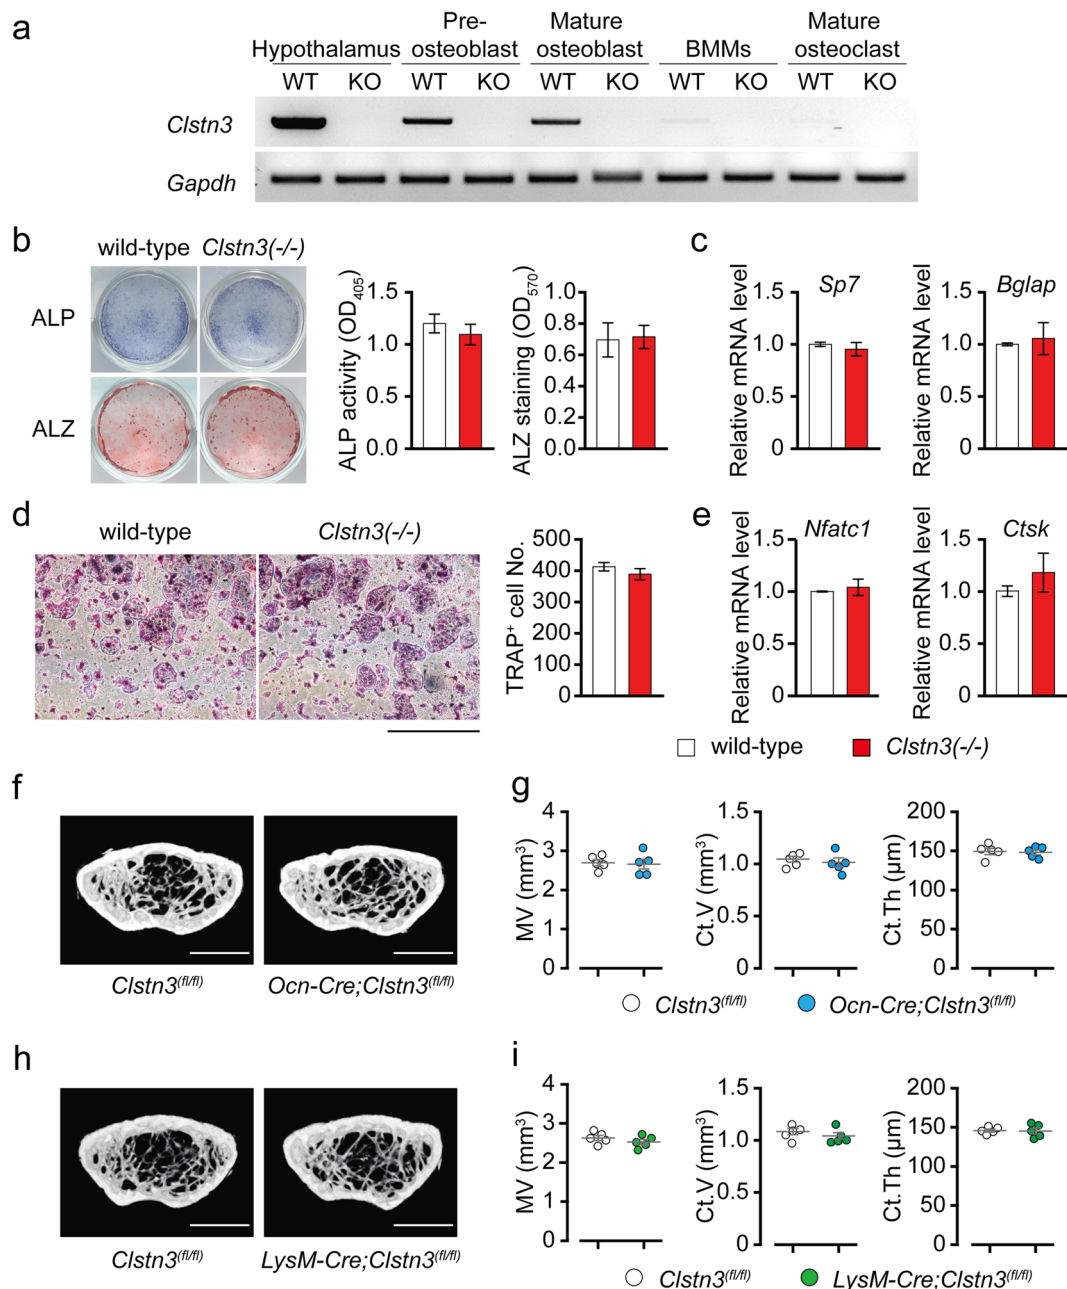 a
Pre-
Mature
Mature
Hypothalamus osteoblast osteoblast BMMs osteoclast
WT KO WT KO WT KO WT KO WT KO
Clstn3
Gapdh
b
wild-type Clstn3(-/-)
ALP
ALZ
ALP activity (OD405)
1.5
1.0
0.5
0.0
ALZ staining (OD570)
1.0
0.8
0.6
0.4
0.2
0.0
c
Relative mRNA level
Sp7
1.5
1.0
0.5
0
Relative mRNA level
Bglap
1.5
1.0
0.5
0
d
wild-type Clstn3(-/-)
TRAP+ cell No.
500
400
300
200
100
0
e
Relative mRNA level
Nfatc1
1.5
1.0
0.5
0
Relative mRNA level
Ctsk
1.5
1.0
0.5
0
wild-type Clstn3(-/-)
f
Clstn3(fl/fl) Ocn-Cre;Clstn3(fl/fl)
g
MV (mm3)
4
3
2
1
0
Ct.V (mm3)
1.5
1.0
0.5
0
Ct.Th (µm)
200
150
100
50
0
Clstn3(fl/fl) Ocn-Cre;Clstn3(fl/fl)
h
Clstn3(fl/fl) LysM-Cre;Clstn3(fl/fl)
i
MV (mm3)
4
3
2
1
0
Ct.V (mm3)
1.5
1.0
0.5
0
Ct.Th (µm)
200
150
100
50
0
Clstn3(fl/fl) LysM-Cre;Clstn3(fl/fl)